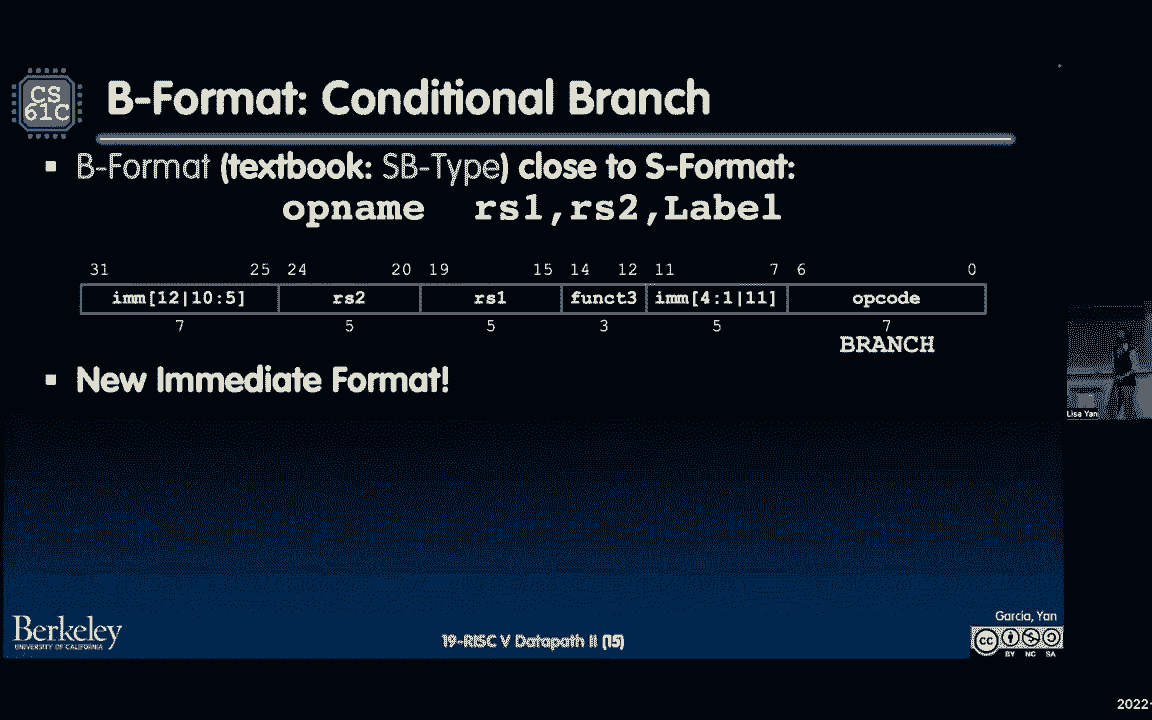 CS
61C
B-Format: Conditional Branch
▪ B-Format (textbook: SB-Type) close to S-Format:
opname rs1,rs2,Label
31 25 24 20 19 15 14 12 11 7 6 0
imm[12|10:5] rs2 rs1 funct3 imm[4:1|11] opcode
7 5 5 3 5 7
BRANCH
▪ New Immediate Format!
Lisa Yan
Berkeley
UNIVERSITY OF CALIFORNIA
19-RISC V Datapath II (15)
Garcia, Yan
cc
BY NC SA
2022-